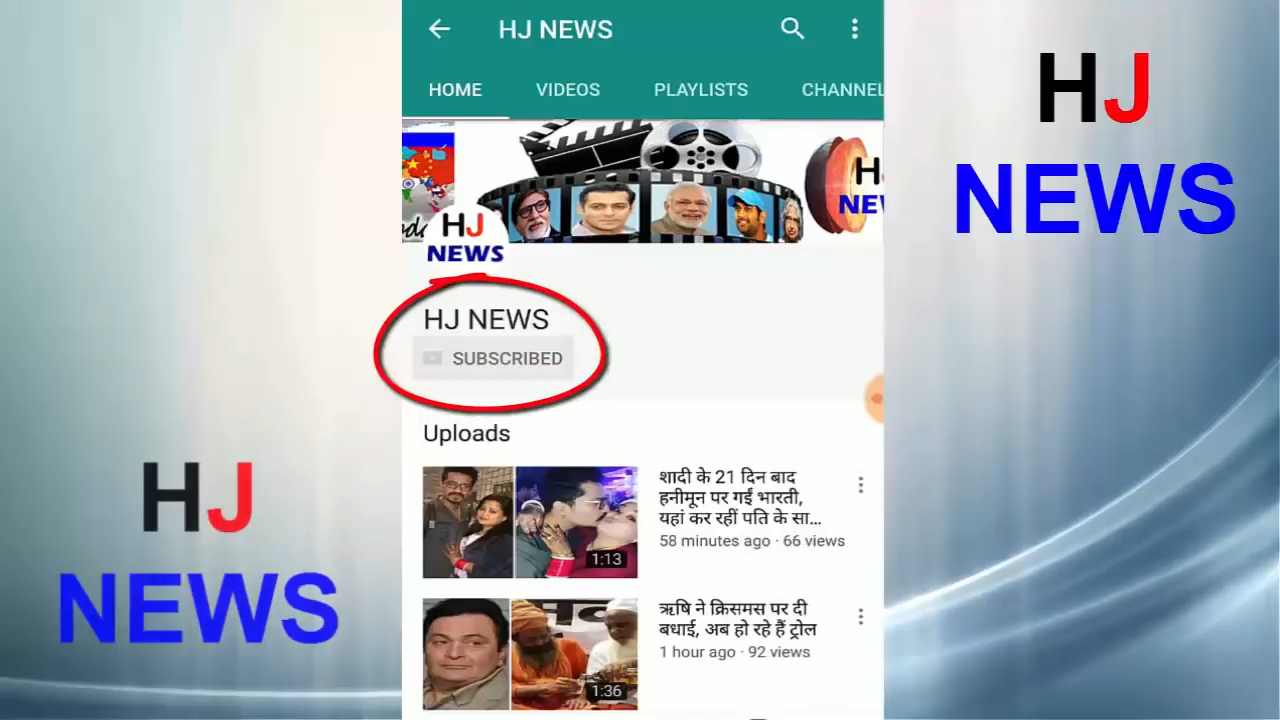 HJ NEWS
HOME VIDEOS PLAYLISTS CHANNEL
HJ
NEWS
HJ
NEWS
HJ NEWS
SUBSCRIBED
Uploads
शादी के 21 दिन बाद
हनीमून पर गईं भारती,
यहां कर रहीं पति के सा...
58 minutes ago · 66 views
1:13
ऋषि ने क्रिसमस पर दी
बधाई, अब हो रहे हैं ट्रोल
1 hour ago · 92 views
1:36
HJ
NEWS
HJ
NEWS